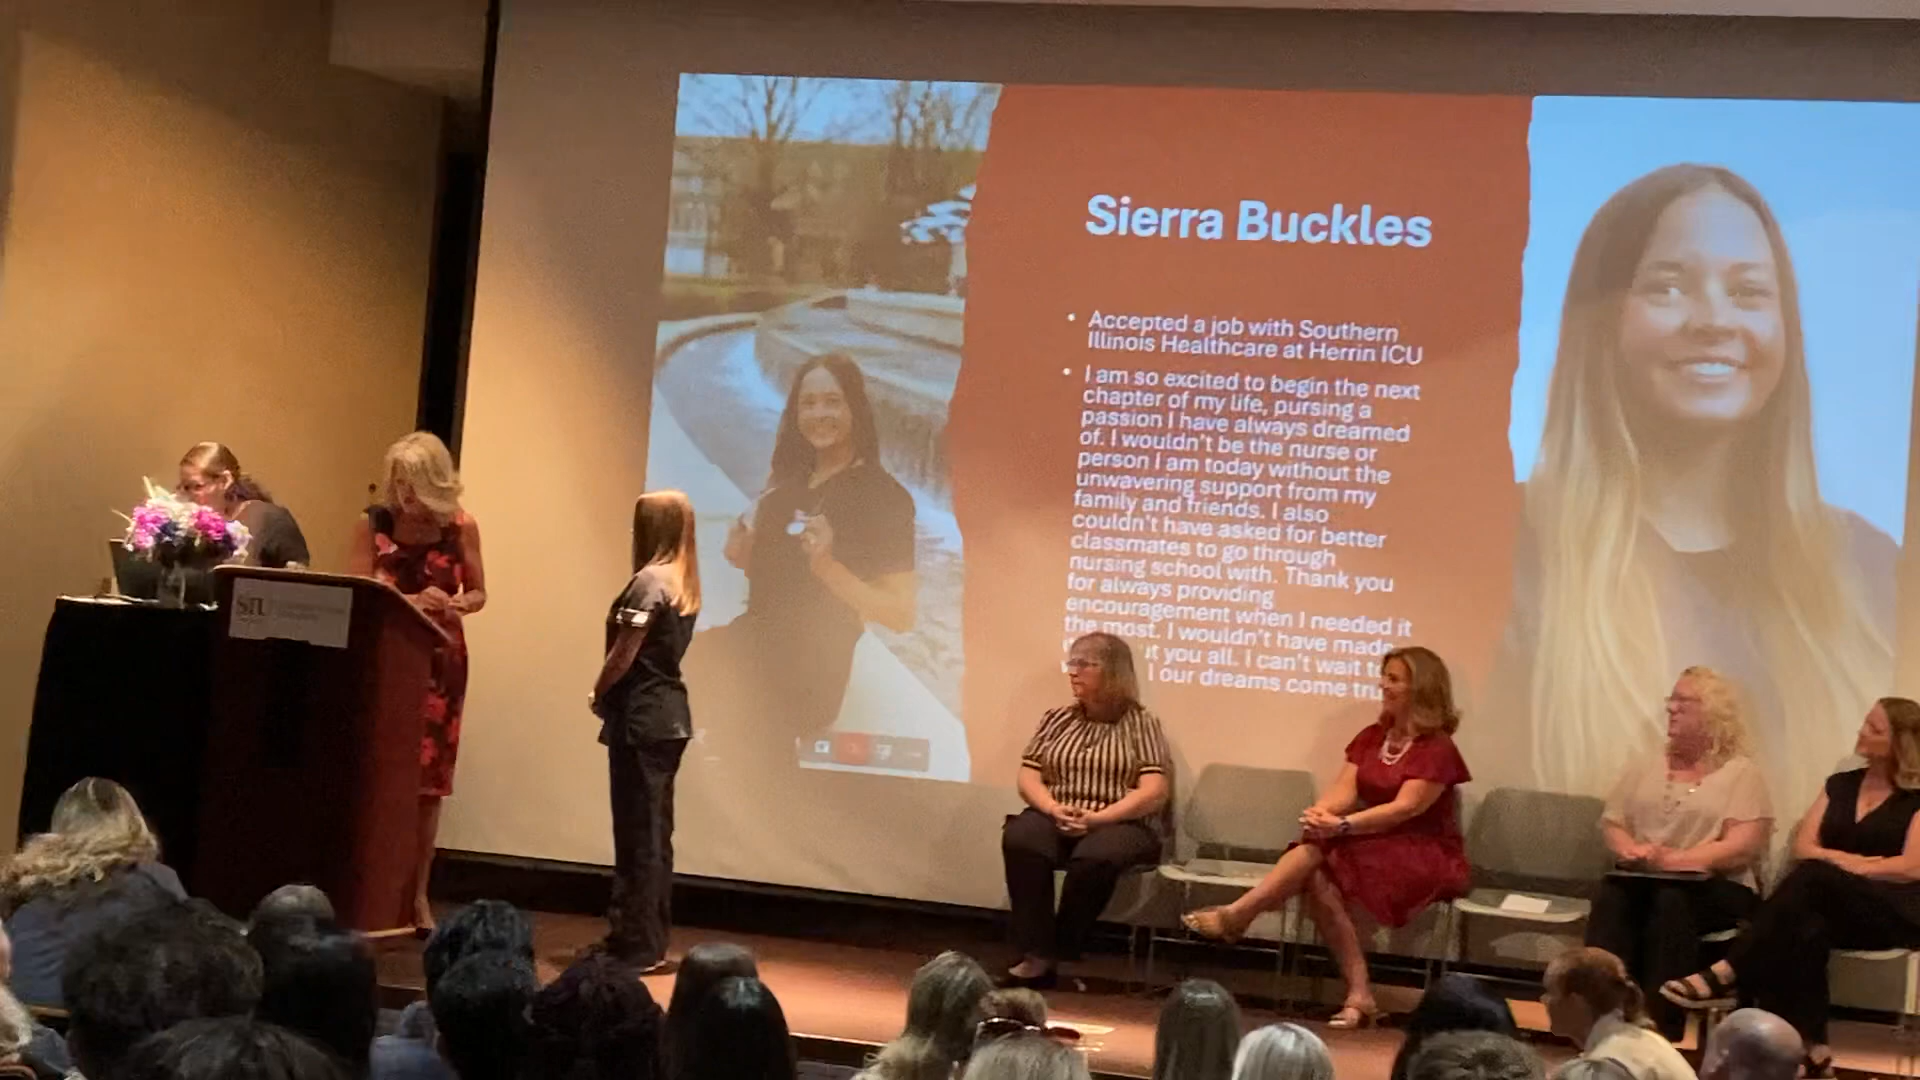 Sierra Buckles
• Accepted a job with Southern
Illinois Healthcare at Herrin ICU
• I am so excited to begin the next
chapter of my life, pursing a
passion I have always dreamed
of. I wouldn't be the nurse or
person I am today without the
unwavering support from my
family and friends. I also
couldn't have asked for better
classmates to go through
nursing school with. Thank you
for always providing
encouragement when I needed it
the most. I wouldn't have made
you all. I can't wait
our dreams come
SIU